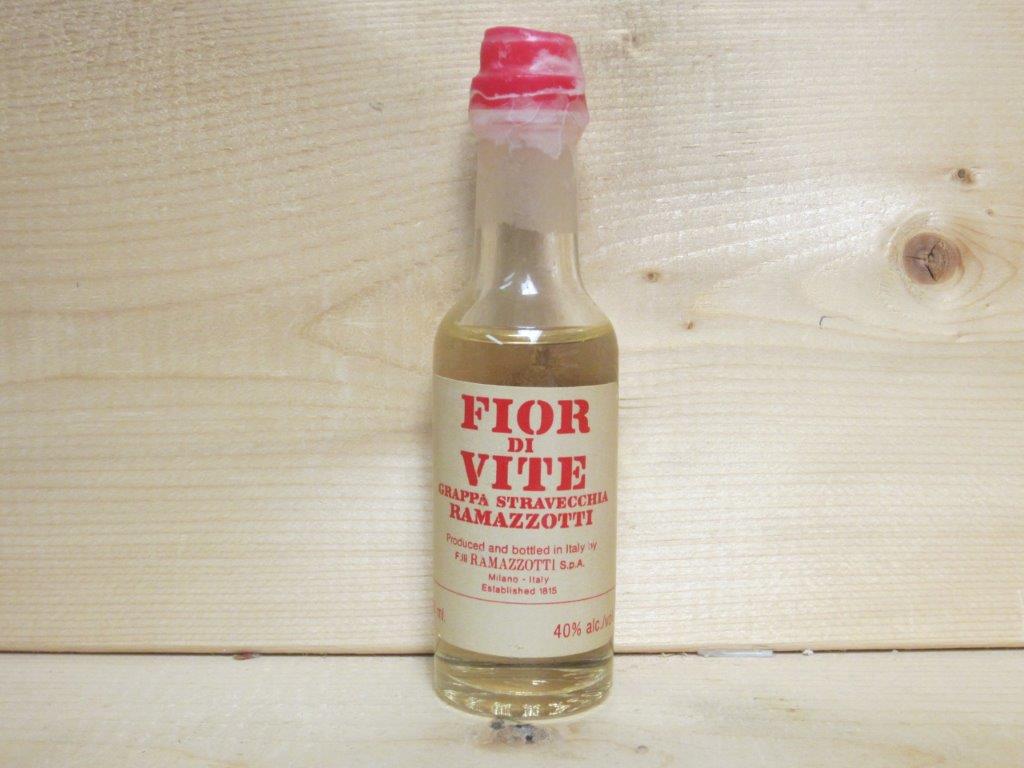 FIOR
DI
VITE
GRAPPA STRAVECCHIA
RAMAZZOTTI
Produced and bottled in Italy by
F.lli RAMAZZOTTI S.p.A.
Milano - Italy
Established 1815
ml.
40% alc./vol